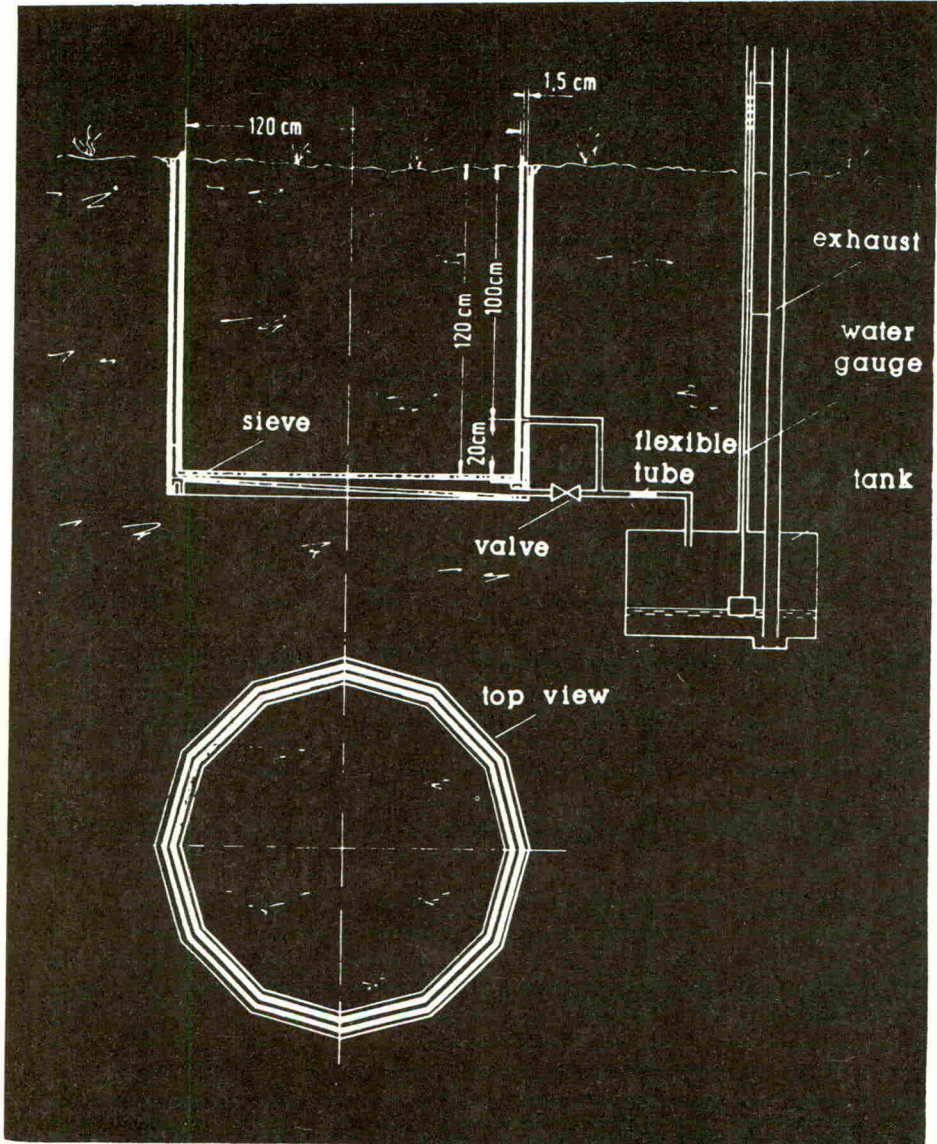 1,5 cm
120 cm
exhaust
120 cm
100cm
water
gauge
sieve
20cm
flexible
tube
tank
valve
top view